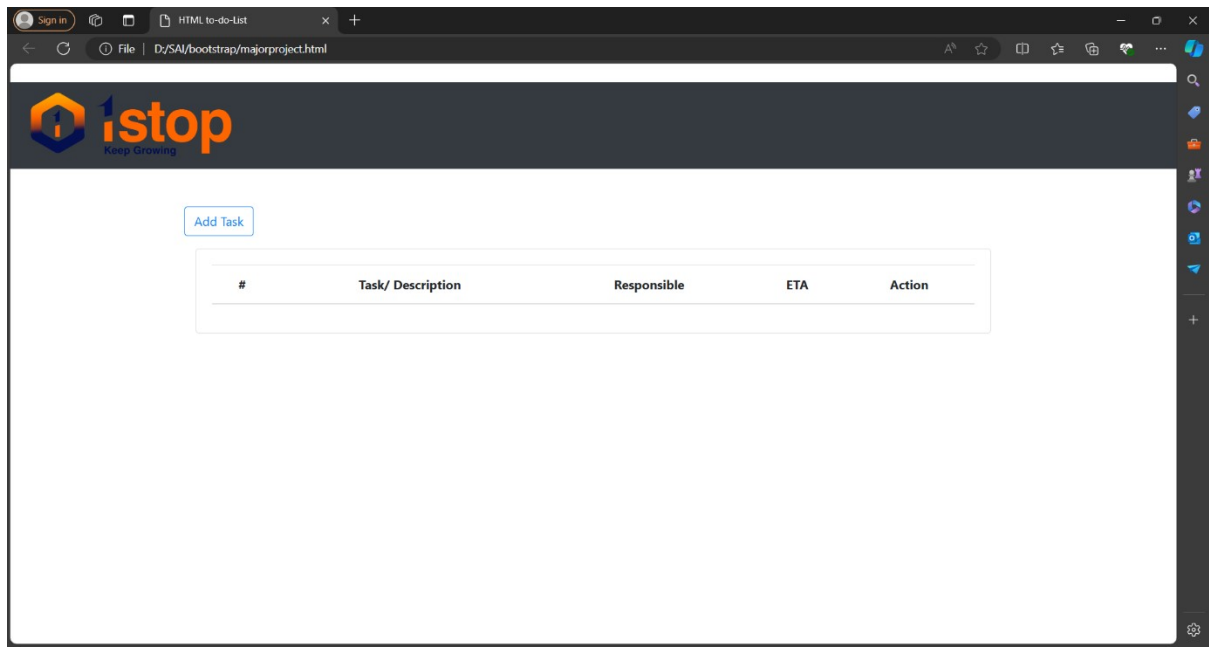 Sign in
HTML to-do-List
File | D:/SAI/bootstrap/majorproject.html
1stop
Keep Growing
Add Task
# Task/ Description Responsible ETA Action